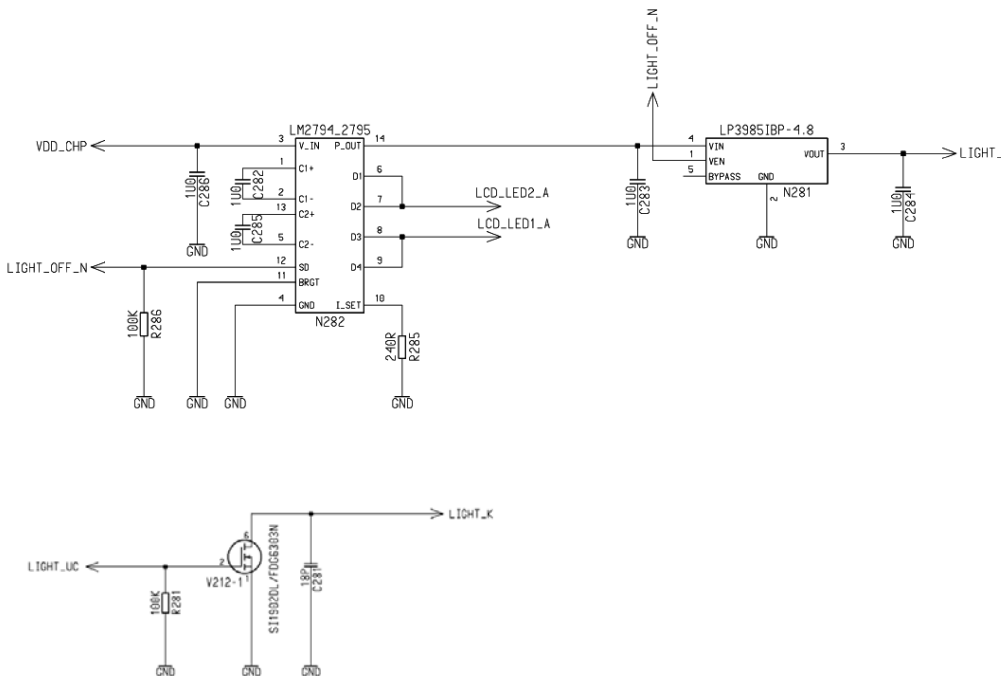 LIGHT_OFF_N
LM2794_2795
LP3985IBP-4.8
VDD_CHP
3
V_IN
P_OUT
14
4
VIN
1
VEN
5
BYPASS
VOUT
3
GND
2
N281
LIGHT_
1U0
C286
1
C1+
1U0
C282
2
C1-
13
C2+
1U0
C285
5
C2-
D1
6
D2
7
LCD_LED2_A
D3
8
LCD_LED1_A
D4
9
1U0
C283
1U0
C284
GND
GND
GND
GND
LIGHT_OFF_N
12
SD
11
BRGT
4
GND
I_SET
10
N282
100K
R286
240R
R285
GND
GND
GND
GND
LIGHT_K
6
LIGHT_UC
2
V212-1
1
SI1902DL/FDG6303N
18P
C281
100K
R281
GND
GND
GND